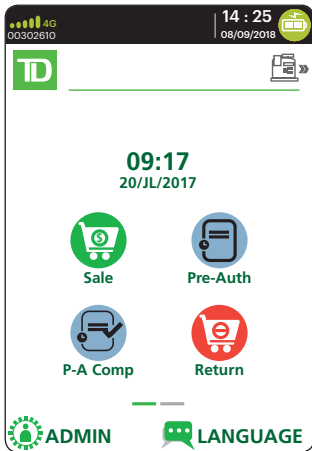 4G
14 : 25
00302610
08/09/2018
TD
09:17
20/JL/2017
Sale
Pre-Auth
P-A Comp
Return
ADMIN
LANGUAGE